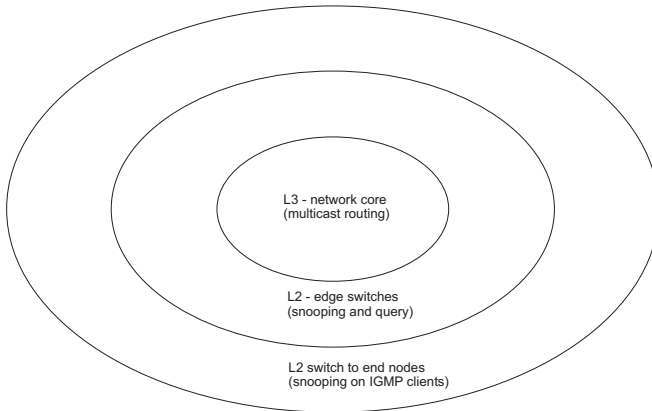 L3 - network core
(multicast routing)
L2 - edge switches
(snooping and query)
L2 switch to end nodes
(snooping on IGMP clients)